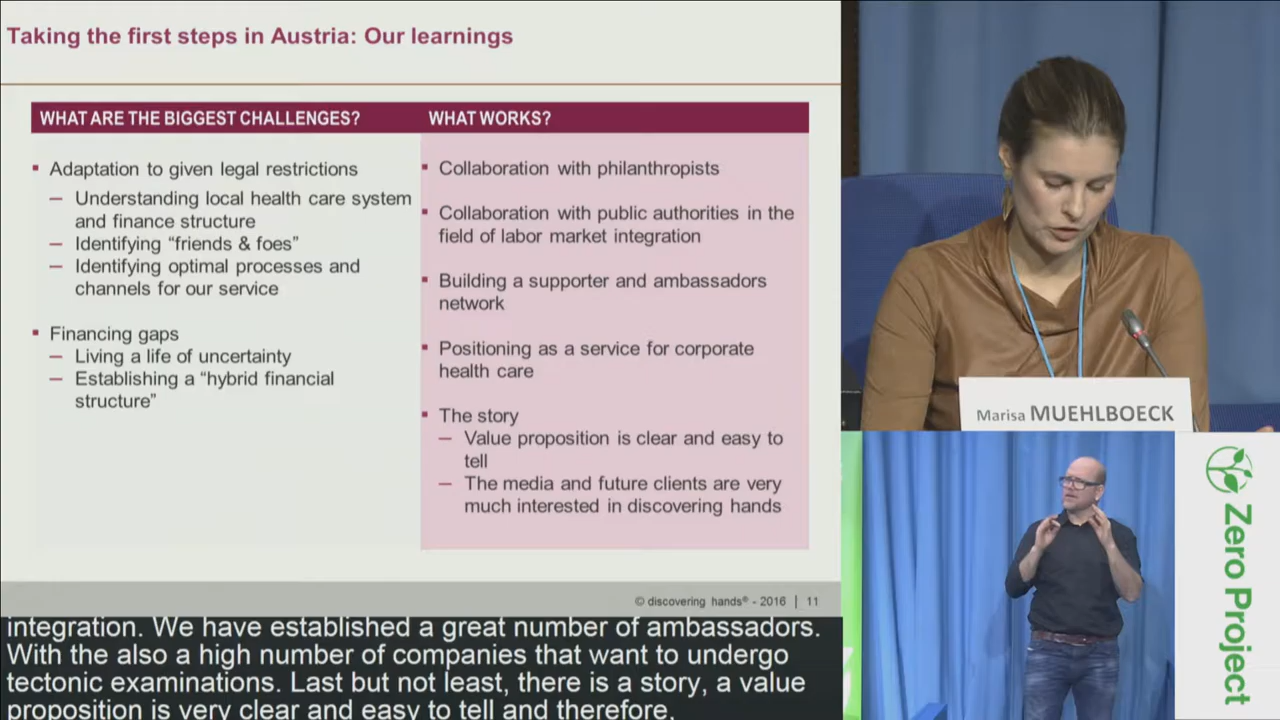 Taking the first steps in Austria: Our learnings
WHAT ARE THE BIGGEST CHALLENGES?
▪ Adaptation to given legal restrictions
– Understanding local health care system
and finance structure
– Identifying “friends & foes”
– Identifying optimal processes and
channels for our service
▪ Financing gaps
– Living a life of uncertainty
– Establishing a “hybrid financial
structure”
WHAT WORKS?
▪ Collaboration with philanthropists
▪ Collaboration with public authorities in the
field of labor market integration
▪ Building a supporter and ambassadors
network
▪ Positioning as a service for corporate
health care
▪ The story
– Value proposition is clear and easy to
tell
– The media and future clients are very
much interested in discovering hands
© discovering hands® - 2016 | 11
integration. We have established a great number of ambassadors.
With the also a high number of companies that want to undergo
tectonic examinations. Last but not least, there is a story, a value
proposition is very clear and easy to tell and therefore,
Marisa MUEHLBOECK
Zero Project